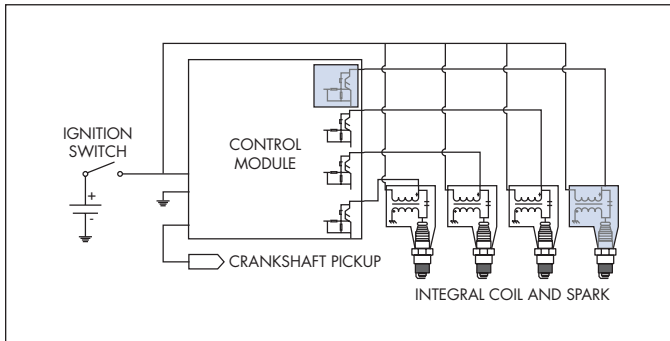 IGNITION
SWITCH
+
-
CONTROL
MODULE
CRANKSHAFT PICKUP
INTEGRAL COIL AND SPARK